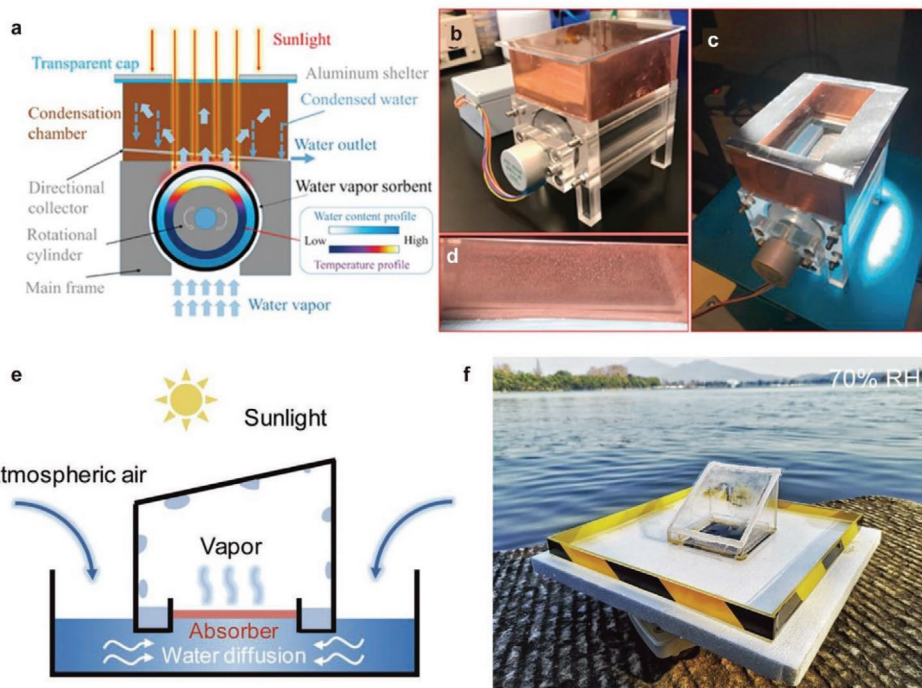 a
Sunlight
Transparent cap
Aluminum shelter
Condensed water
Condensation
chamber
Water outlet
Directional
collector
Water vapor sorbent
Rotational
cylinder
Water content profile
Low
High
Temperature profile
Main frame
Water vapor
b
c
d
e
Sunlight
tmospheric air
Vapor
Absorber
Water diffusion
f
70% RH